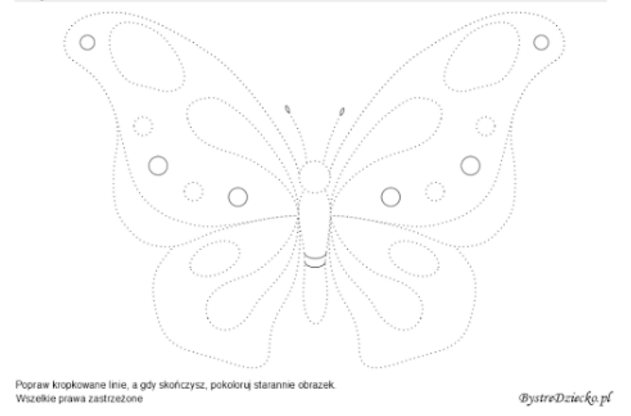 Popraw kropkowane linie, a gdy skończysz, pokoloruj starannie obrazek.
Wszelkie prawa zastrzeżone
BystreDziecko.pl